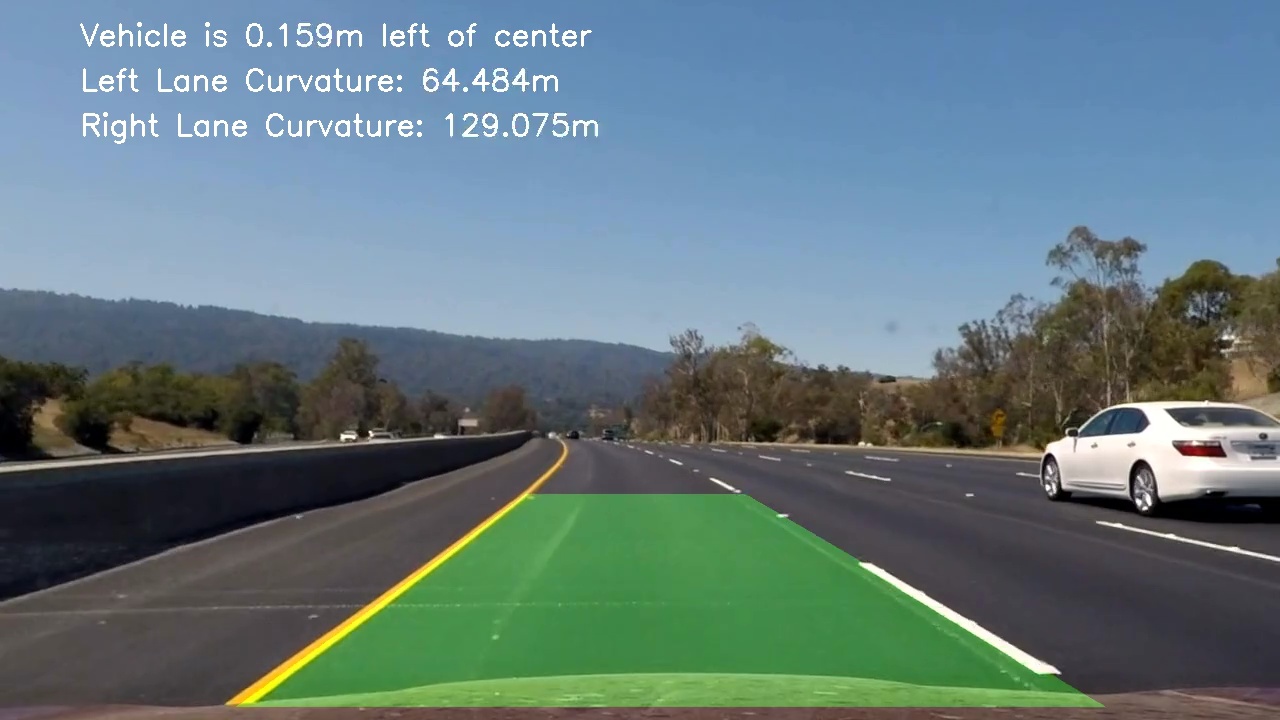 Vehicle is 0.159m left of center
Left Lane Curvature: 64.484m
Right Lane Curvature: 129.075m